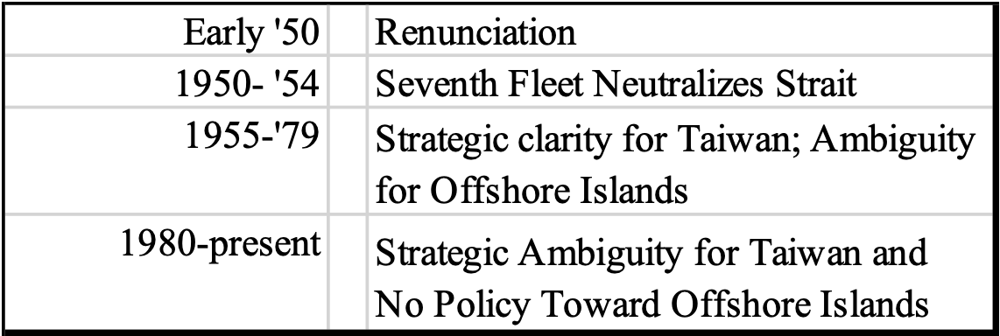 Early '50 Renunciation
1950- '54 Seventh Fleet Neutralizes Strait
1955-'79 Strategic clarity for Taiwan; Ambiguity
for Offshore Islands
1980-present Strategic Ambiguity for Taiwan and
No Policy Toward Offshore Islands